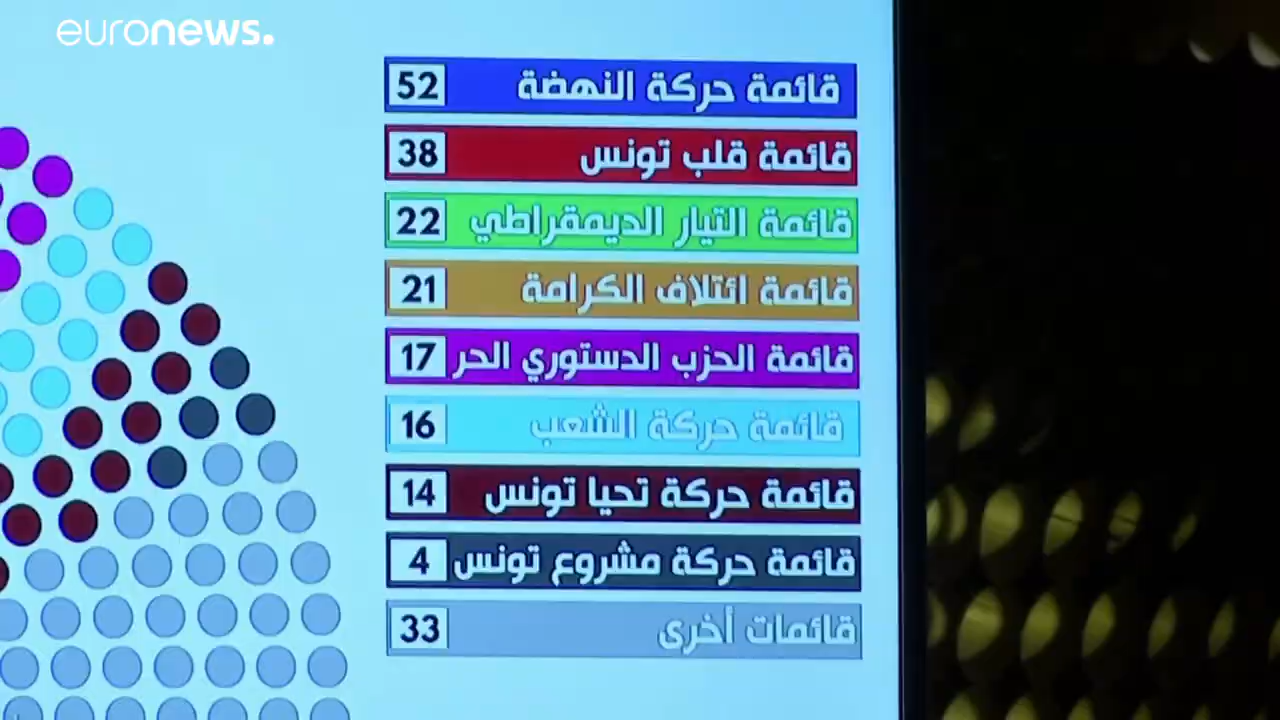 euronews.
قائمة حركة النهضة 52
قائمة قلب تونس 38
قائمة التيار الديمقراطي 22
قائمة ائتلاف الكرامة 21
قائمة الحزب الدستوري الحر 17
قائمة حركة الشعب 16
قائمة حركة تحيا تونس 14
قائمة حركة مشروع تونس 4
قائمات أخرى 33